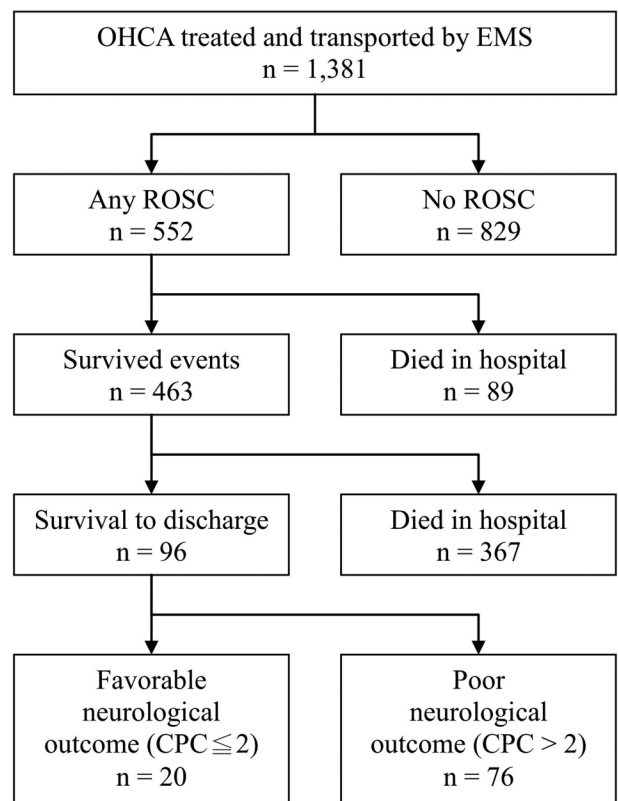 OHCA treated and transported by EMS
n = 1,381
Any ROSC
n = 552
No ROSC
n = 829
Survived events
n = 463
Died in hospital
n = 89
Survival to discharge
n = 96
Died in hospital
n = 367
Favorable
neurological
outcome (CPC≦2)
n = 20
Poor
neurological
outcome (CPC > 2)
n = 76